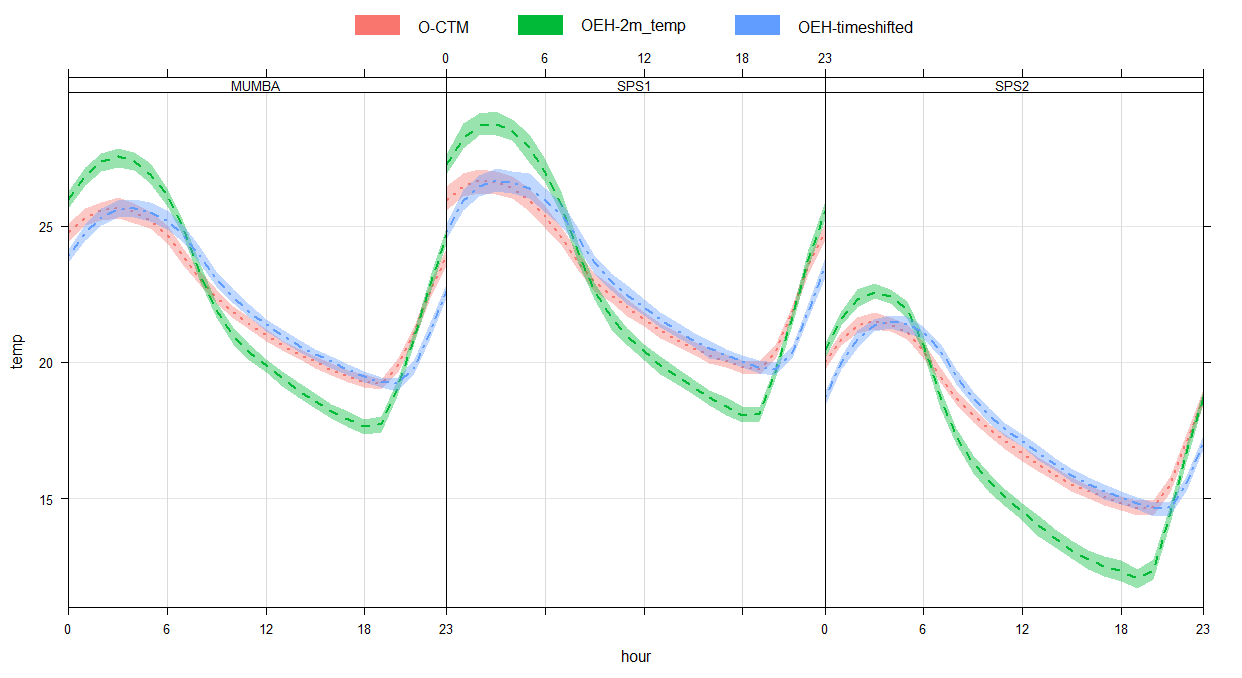 O-CTM OEH-2m_temp OEH-timeshifted
0 6 12 18 23
MUMBA SPS1 SPS2
25
20
15
temp
0 6 12 18 23 0 6 12 18 23
hour